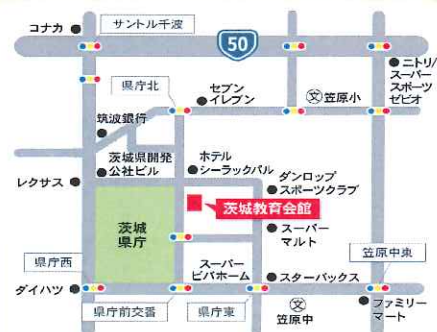 コナカ
サントル千波
50
ニトリ/
スーパー
スポーツ
ゼビオ
県庁北
セブン
イレブン
文 笠原小
筑波銀行
茨城県開発
公社ビル
ホテル
シーラックパル
レクサス
ダンロップ
スポーツクラブ
茨城教育会館
茨城
県庁
スーパー
マルト
県庁西
スーパー
ビバホーム
笠原中東
ダイハツ
スターバックス
県庁前交番
県庁東
文
笠原中
ファミリー
マート